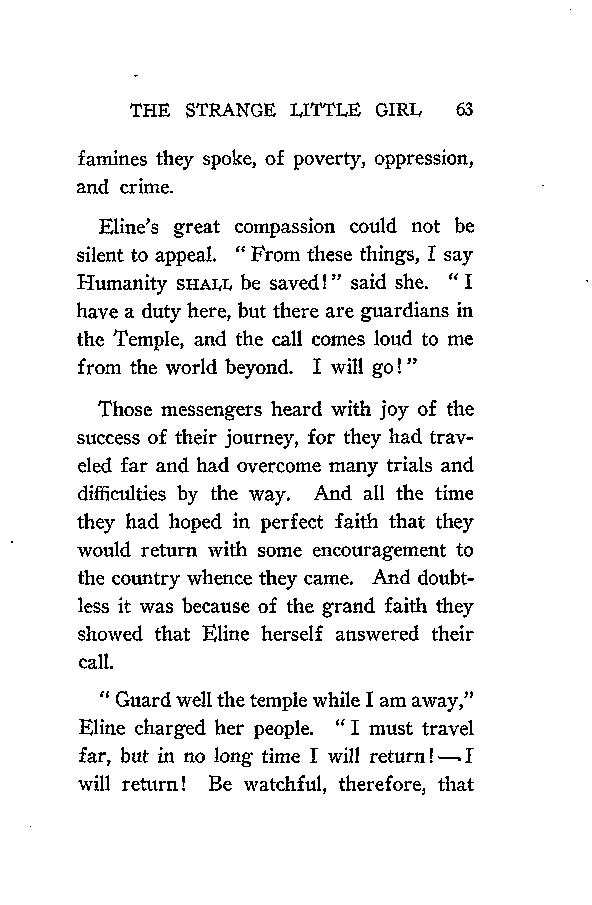 THE STRANGE LITTLE GIRL 63
famines they spoke, of poverty, oppression,
and crime.
Eline's great compassion could not be
silent to appeal. "From these things, I say
Humanity SHALL be saved!" said she. "I
have a duty here, but there are guardians in
the Temple, and the call comes loud to me
from the world beyond. I will go!"
Those messengers heard with joy of the
success of their journey, for they had trav-
eled far and had overcome many trials and
difficulties by the way. And all the time
they had hoped in perfect faith that they
would return with some encouragement to
the country whence they came. And doubt-
less it was because of the grand faith they
showed that Eline herself answered their
call.
"Guard well the temple while I am away,"
Eline charged her people. "I must travel
far, but in no long time I will return!—I
will return! Be watchful, therefore, that